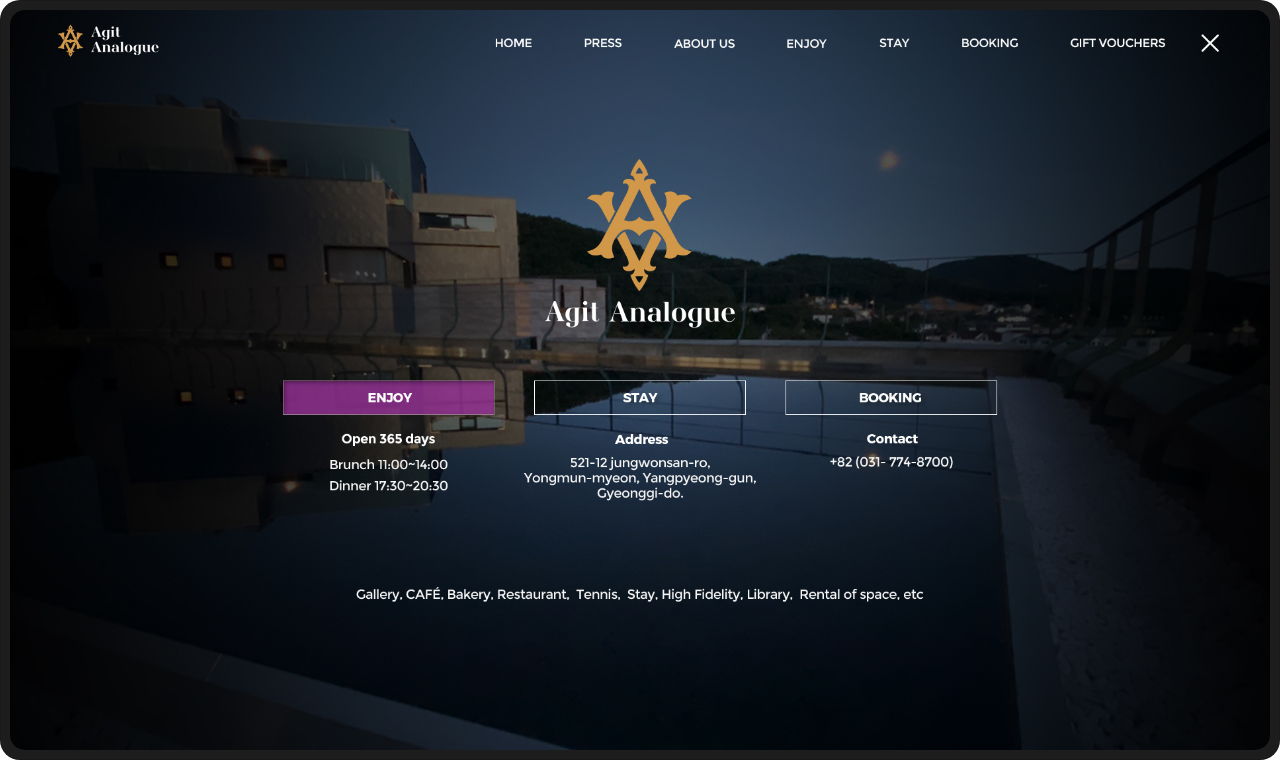 Agit
Analogue
HOME
PRESS
ABOUT US
ENJOY
STAY
BOOKING
GIFT VOUCHERS
Agit Analogue
ENJOY
STAY
BOOKING
Open 365 days
Brunch 11:00~14:00
Dinner 17:30~20:30
Address
521-12 jungwonsan-ro,
Yongmun-myeon, Yangpyeong-gun,
Gyeonggi-do.
Contact
+82 (031- 774-8700)
Gallery, CAFÉ, Bakery, Restaurant,  Tennis,  Stay, High Fidelity, Library,  Rental of space, etc